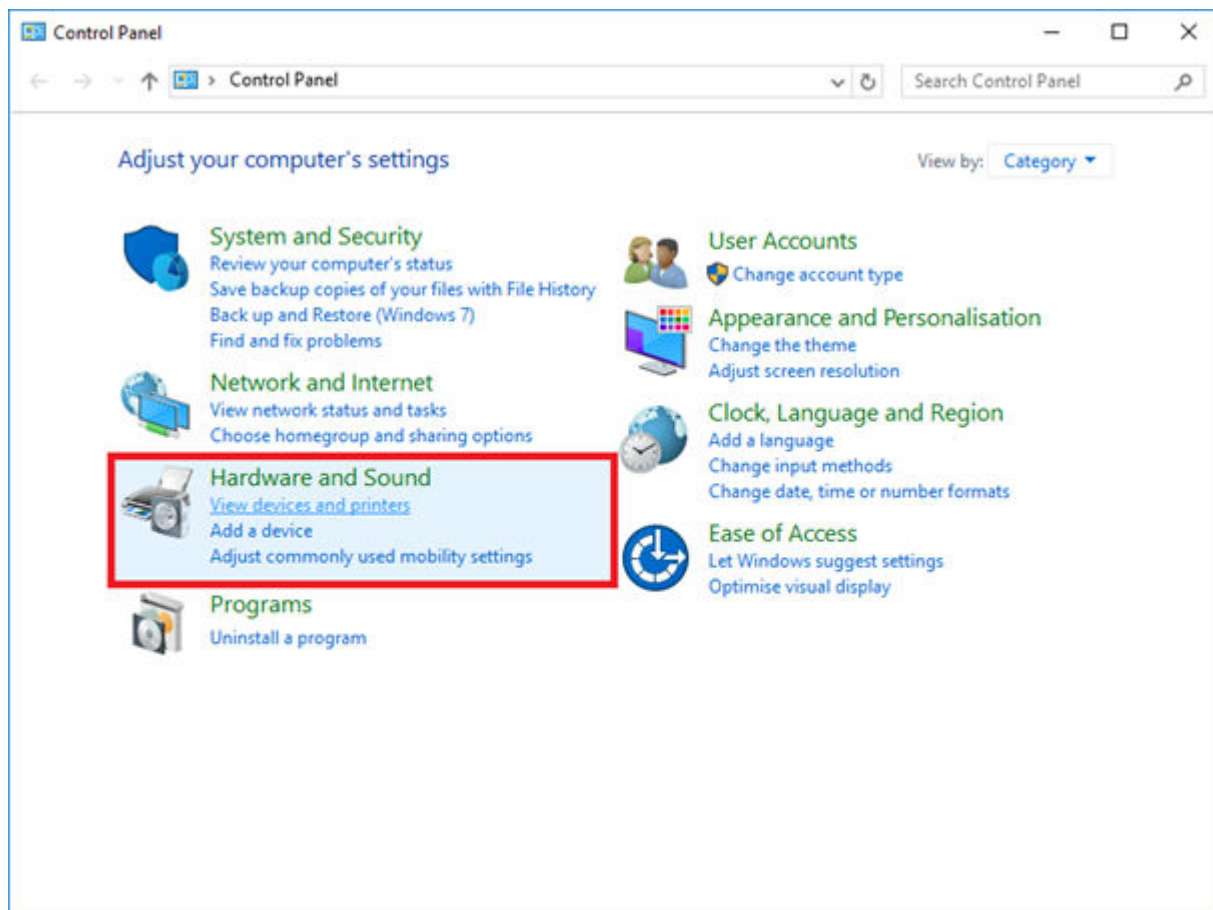 Control Panel
Control Panel
Search Control Panel
Adjust your computer's settings
View by: Category
System and Security
Review your computer's status
Save backup copies of your files with File History
Back up and Restore (Windows 7)
Find and fix problems
Network and Internet
View network status and tasks
Choose homegroup and sharing options
Hardware and Sound
View devices and printers
Add a device
Adjust commonly used mobility settings
Programs
Uninstall a program
User Accounts
Change account type
Appearance and Personalisation
Change the theme
Adjust screen resolution
Clock, Language and Region
Add a language
Change input methods
Change date, time or number formats
Ease of Access
Let Windows suggest settings
Optimise visual display